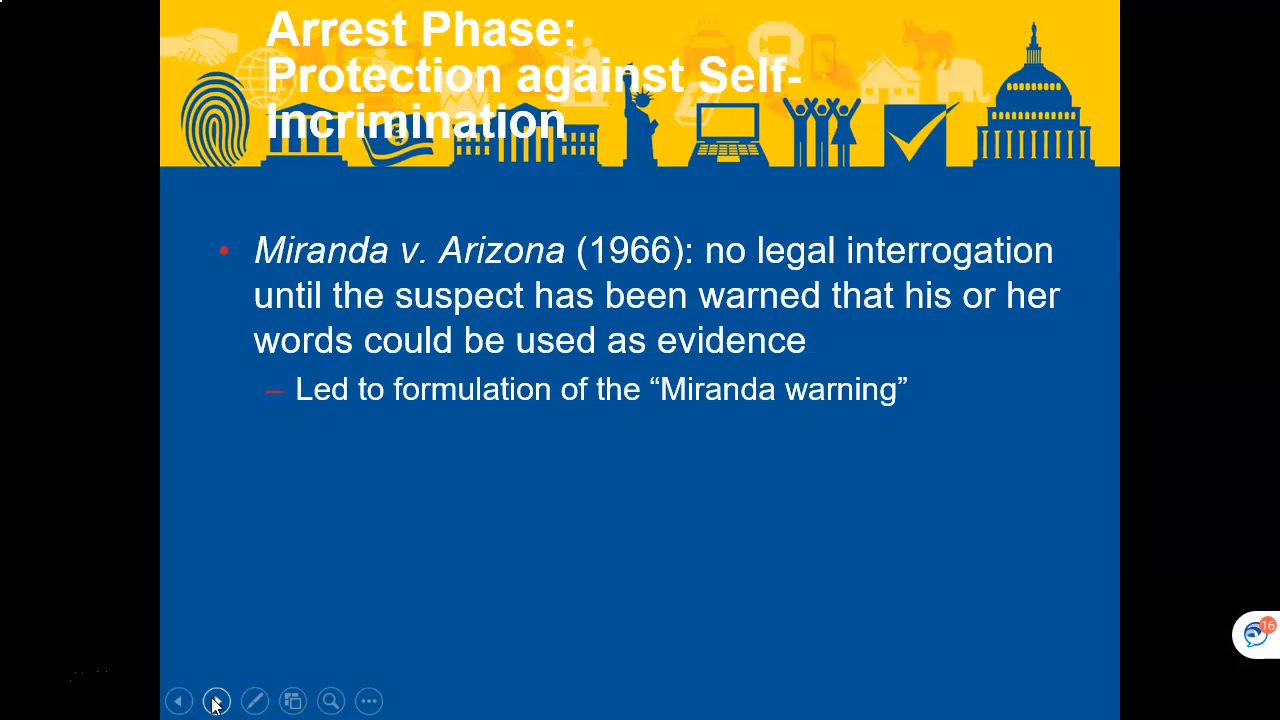 Arrest Phase:
Protection against Self-
Incrimination
• Miranda v. Arizona (1966): no legal interrogation
until the suspect has been warned that his or her
words could be used as evidence
– Led to formulation of the “Miranda warning”
16